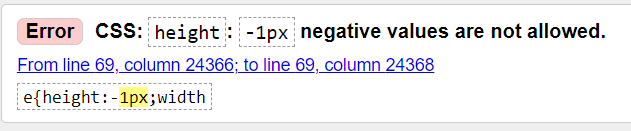 Error CSS: height: -1px negative values are not allowed.
From line 69, column 24366; to line 69, column 24368
e{height:-1px;width